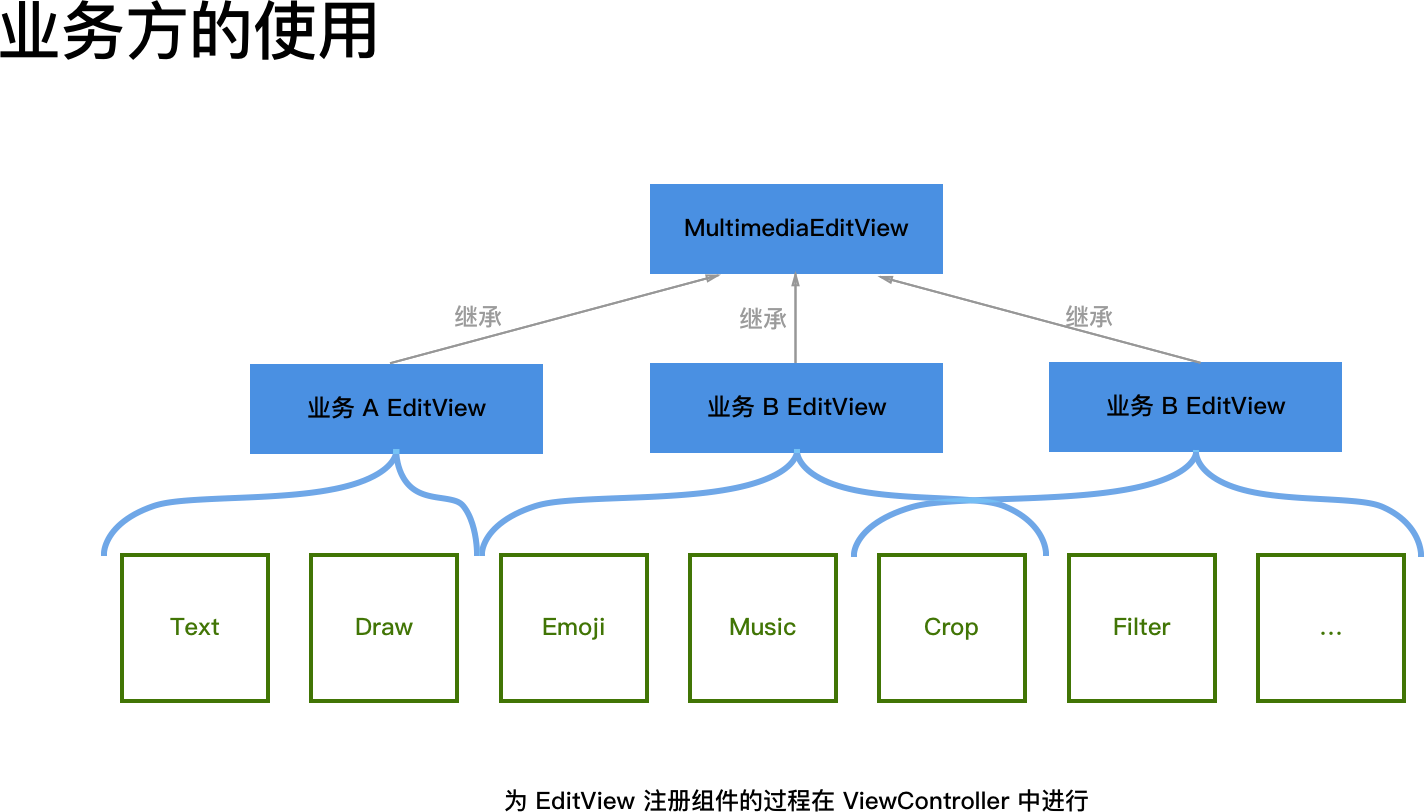 业务方的使用
MultimediaEditView
继承
继承
继承
业务 A EditView
业务 B EditView
业务 B EditView
Text
Draw
Emoji
Music
Crop
Filter
...
为 EditView 注册组件的过程在 ViewController 中进行